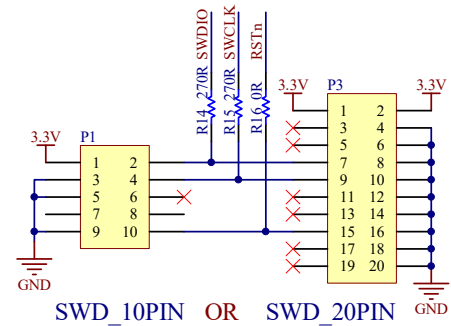 SWDIO
SWCLK
RSTn
R14 270R
R15 270R
R16 0R
3.3V
P3
3.3V
1 2
3 4
5 6
7 8
9 10
11 12
13 14
15 16
17 18
19 20
GND
3.3V
P1
1 2
3 4
5 6
7 8
9 10
GND
SWD_10PIN OR SWD_20PIN